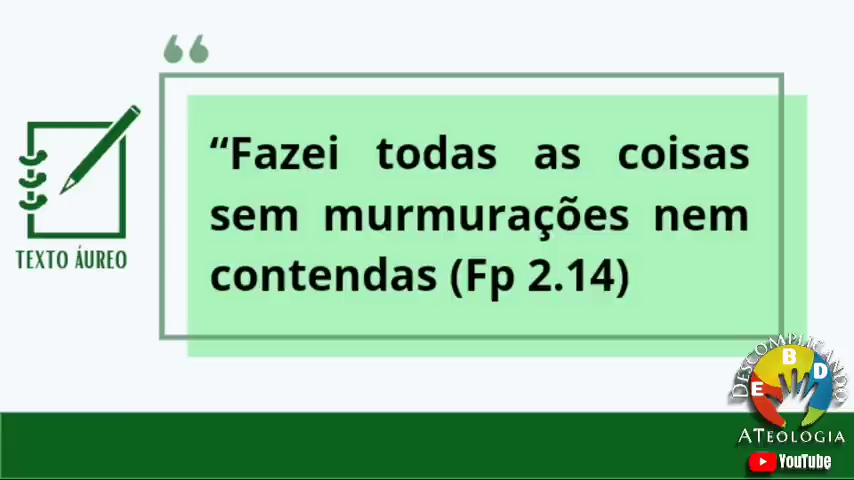 “Fazei todas as coisas
sem murmurações nem
contendas (Fp 2.14)
TEXTO ÁUREO
DESCOMPLICANDO
EBD
ATEOLOGIA
YouTube